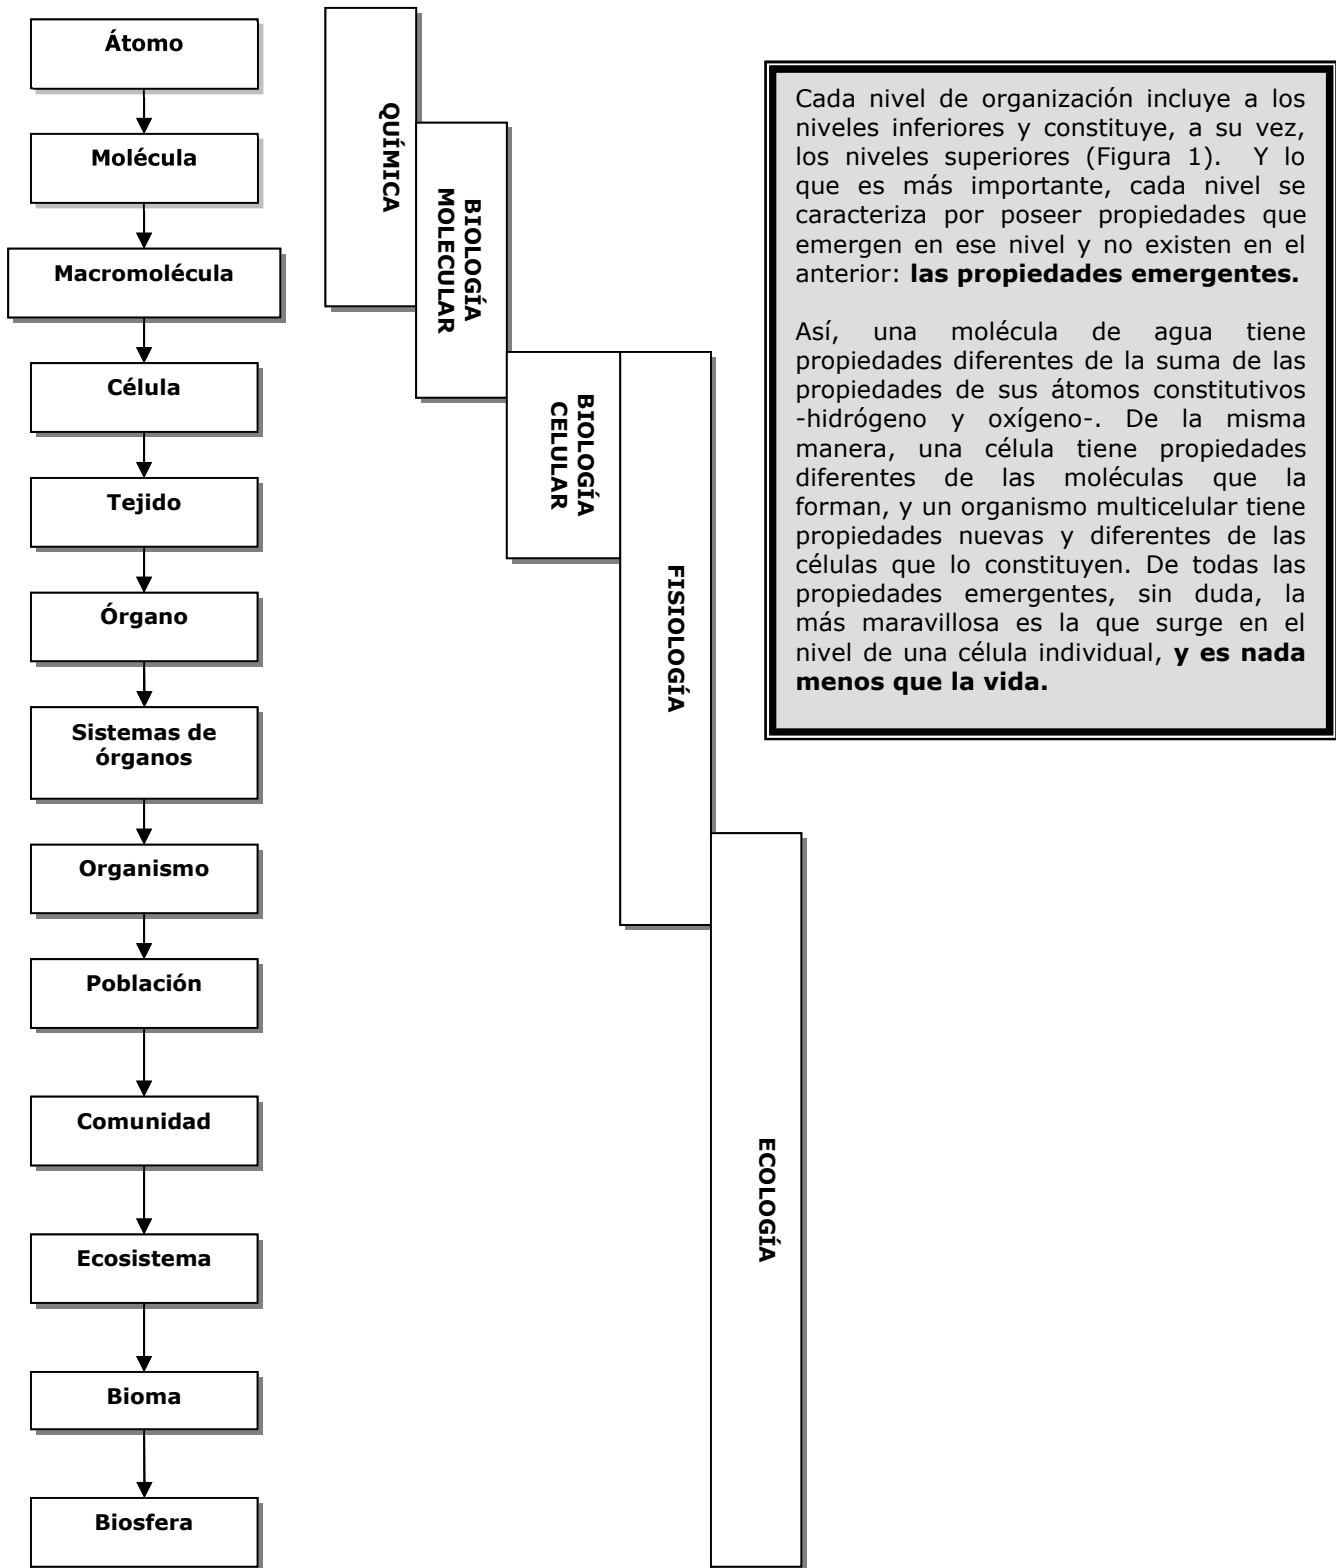 Átomo
Molécula
Macromolécula
Célula
Tejido
Órgano
Sistemas de
órganos
Organismo
Población
Comunidad
Ecosistema
Bioma
Biosfera
QUÍMICA
BIOLOGÍA
MOLECULAR
BIOLOGÍA
CELULAR
FISIOLOGÍA
ECOLOGÍA
Cada nivel de organización incluye a los
niveles inferiores y constituye, a su vez,
los niveles superiores (Figura 1). Y lo
que es más importante, cada nivel se
caracteriza por poseer propiedades que
emergen en ese nivel y no existen en el
anterior: las propiedades emergentes.
Así, una molécula de agua tiene
propiedades diferentes de la suma de las
propiedades de sus átomos constitutivos
-hidrógeno y oxígeno-. De la misma
manera, una célula tiene propiedades
diferentes de las moléculas que la
forman, y un organismo multicelular tiene
propiedades nuevas y diferentes de las
células que lo constituyen. De todas las
propiedades emergentes, sin duda, la
más maravillosa es la que surge en el
nivel de una célula individual, y es nada
menos que la vida.